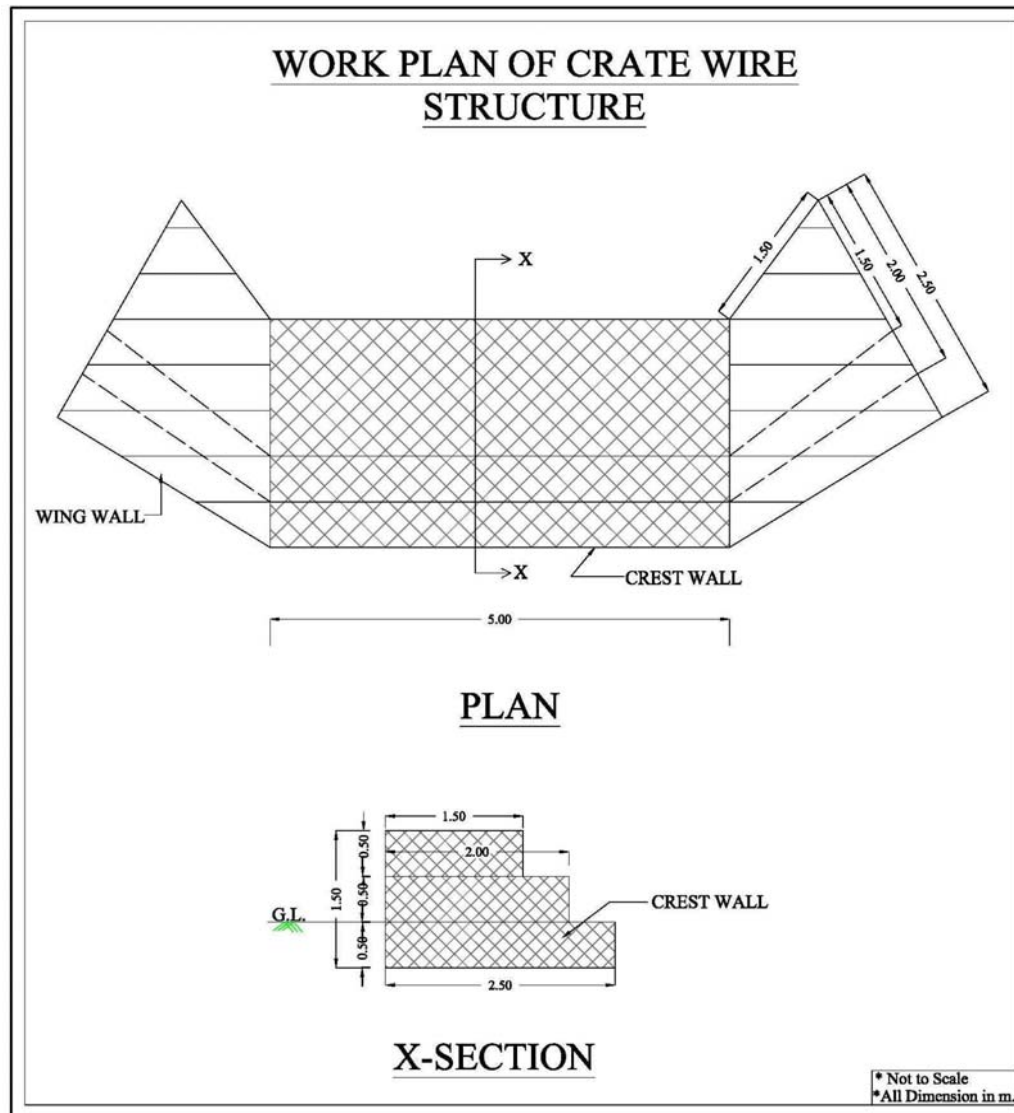 WORK PLAN OF CRATE WIRE
STRUCTURE
X
1.50
1.50
2.00
2.50
WING WALL
X
CREST WALL
5.00
PLAN
1.50
0.50
2.00
0.50
1.50
G.L.
0.50
CREST WALL
2.50
X-SECTION
* Not to Scale
*All Dimension in m.